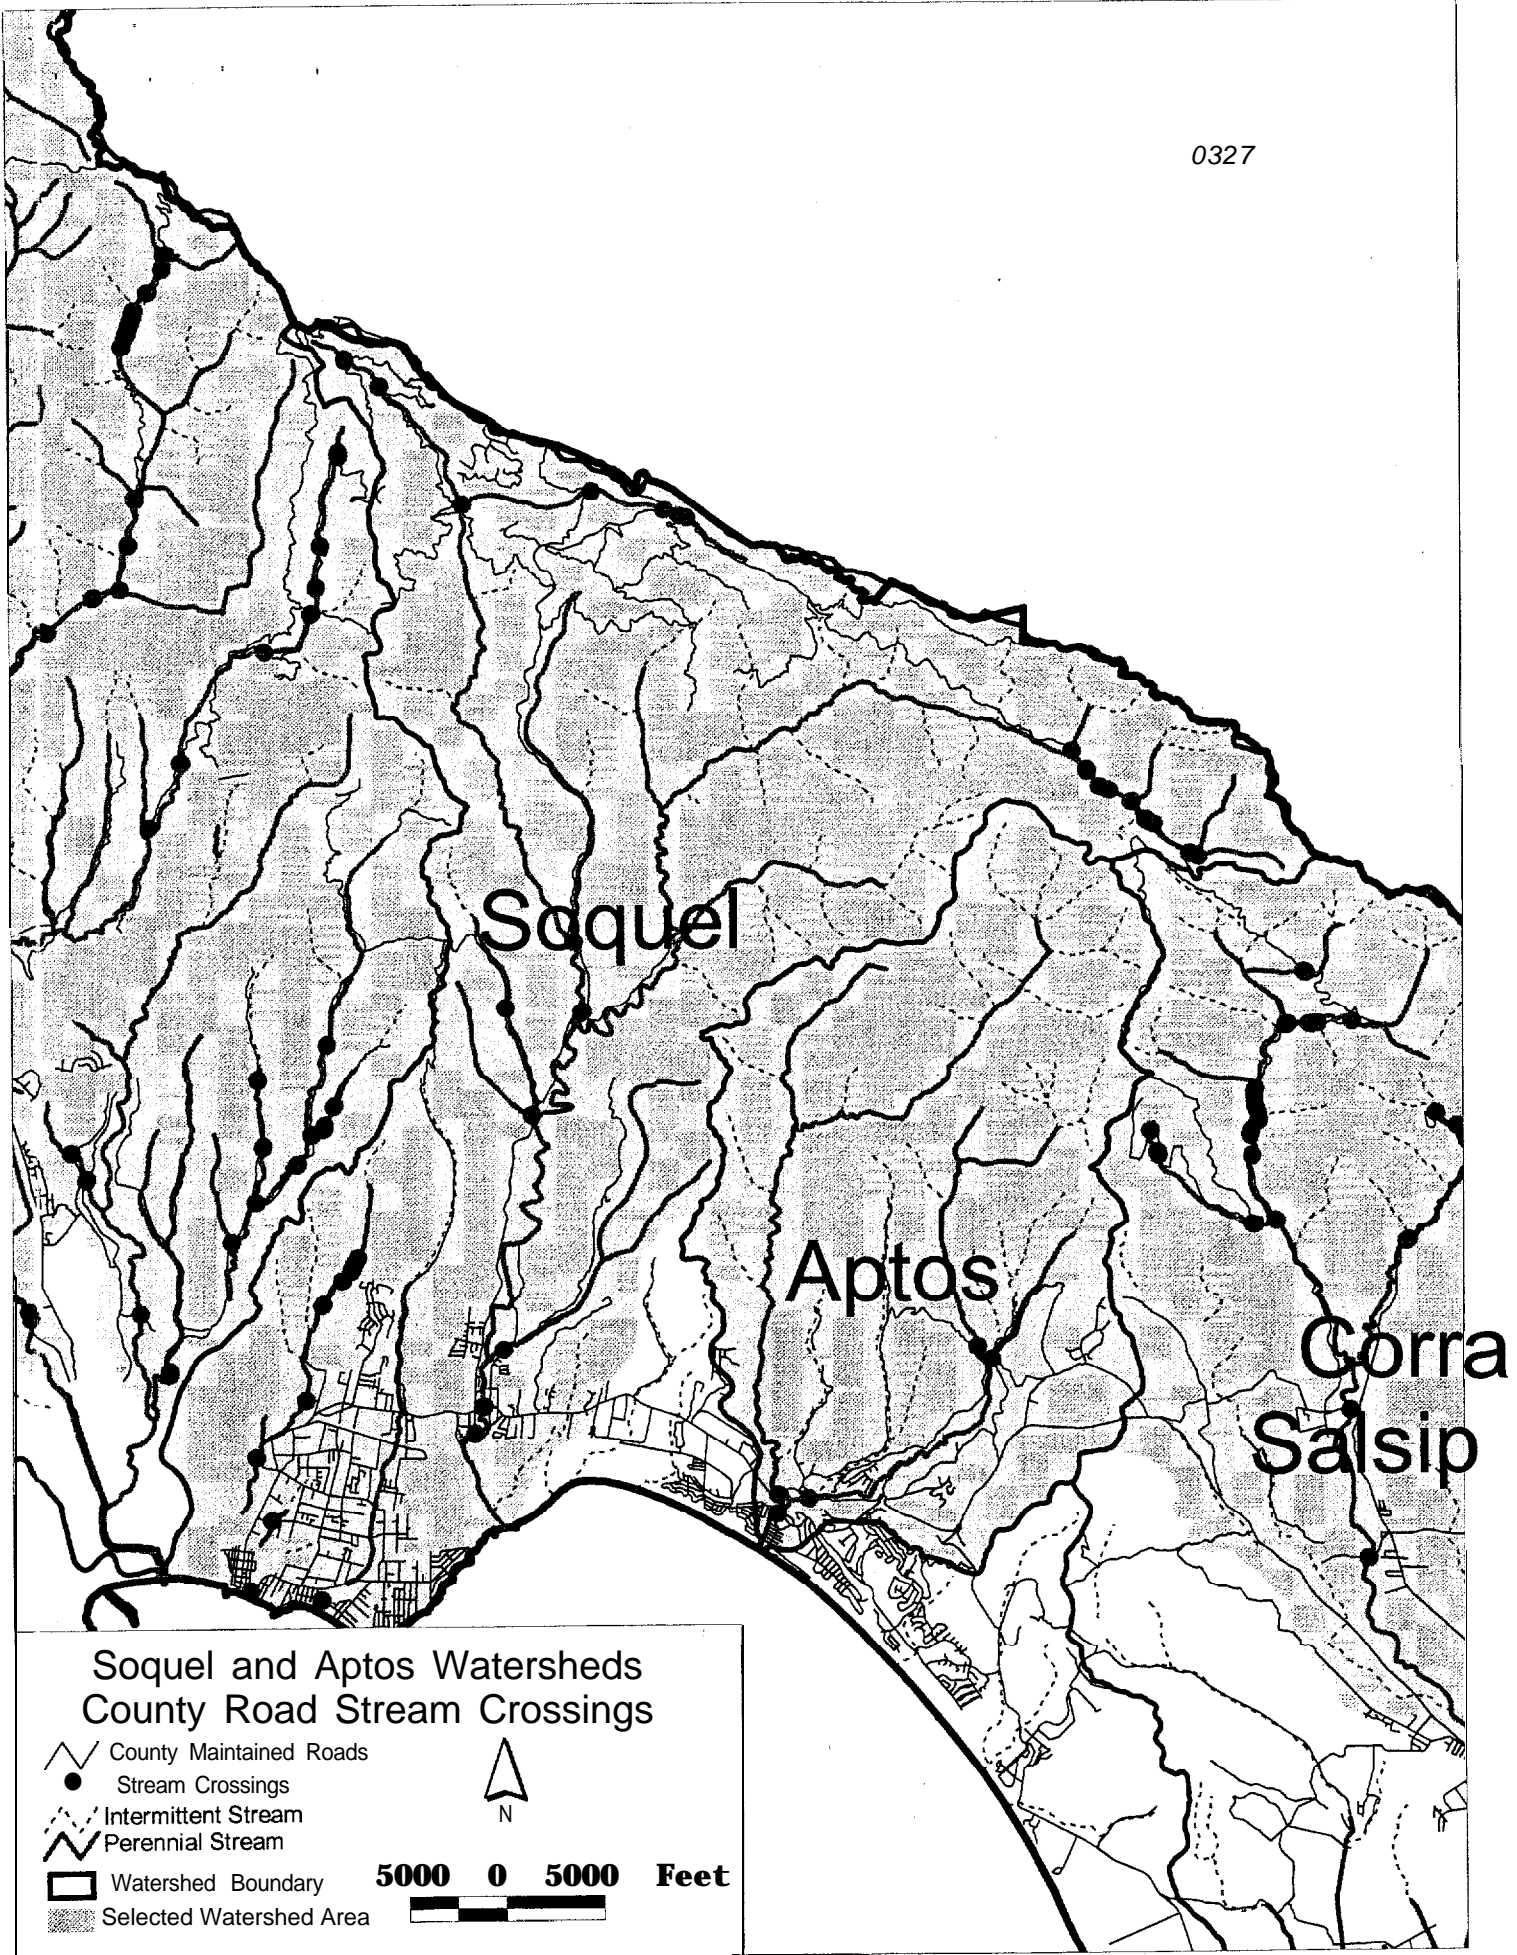 0327
Soquel
Aptos
Corra
Salsip
Soquel and Aptos Watersheds
County Road Stream Crossings
County Maintained Roads
Stream Crossings
Intermittent Stream
Perennial Stream
Watershed Boundary
Selected Watershed Area
N
5000 0 5000 Feet